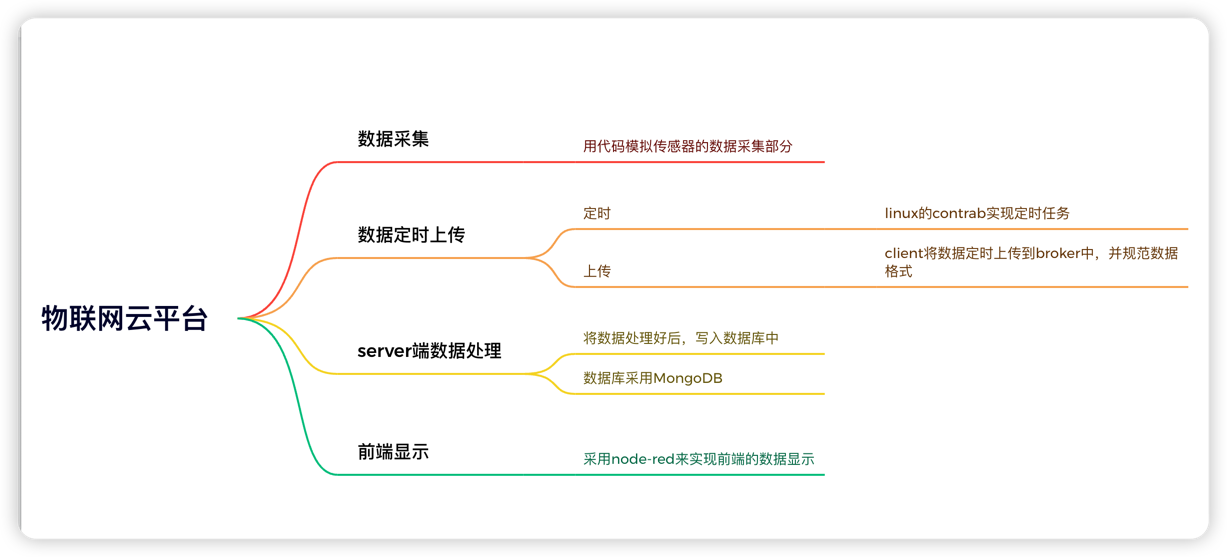 物联网云平台
数据采集
用代码模拟传感器的数据采集部分
数据定时上传
定时
linux的contrab实现定时任务
上传
client将数据定时上传到broker中，并规范数据
格式
server端数据处理
将数据处理好后，写入数据库中
数据库采用MongoDB
前端显示
采用node-red来实现前端的数据显示